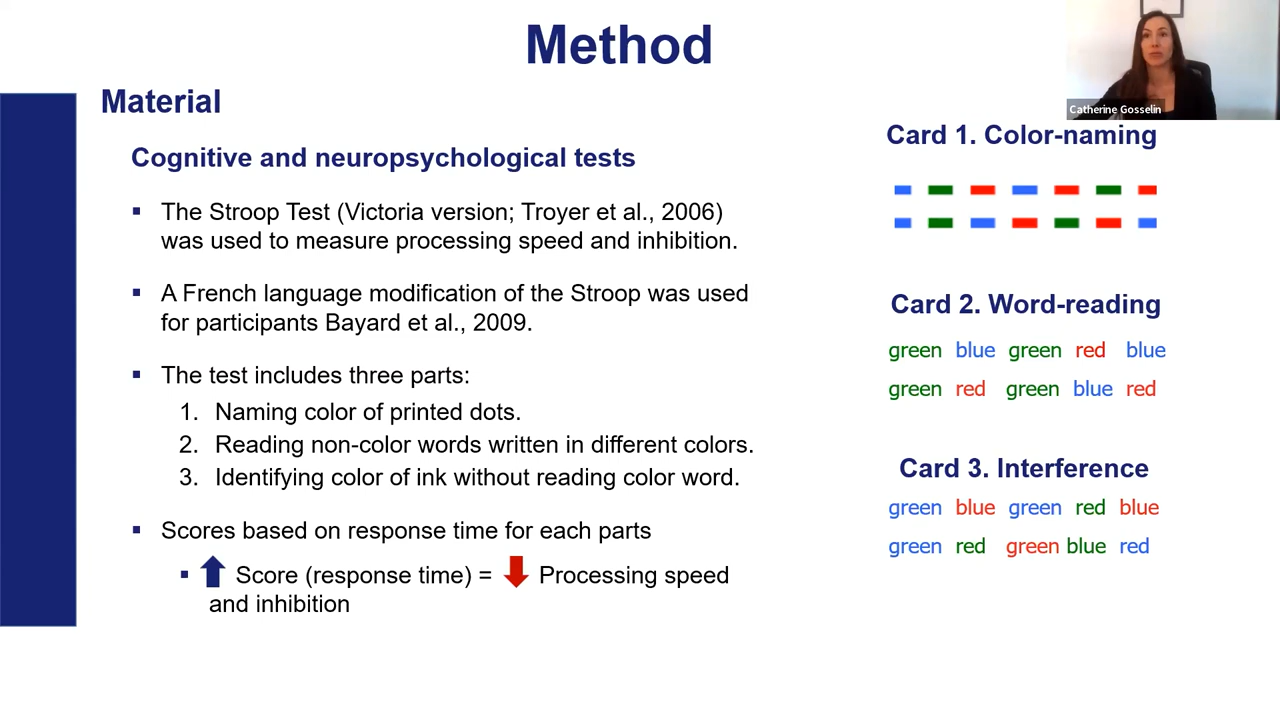 Method
Catherine Gosselin
Material
Cognitive and neuropsychological tests
▪ The Stroop Test (Victoria version; Troyer et al., 2006)
was used to measure processing speed and inhibition.
▪ A French language modification of the Stroop was used
for participants Bayard et al., 2009.
▪ The test includes three parts:
1. Naming color of printed dots.
2. Reading non-color words written in different colors.
3. Identifying color of ink without reading color word.
▪ Scores based on response time for each parts
▪ Score (response time) = Processing speed
and inhibition
Card 1. Color-naming
Card 2. Word-reading
green blue green red blue
green red green blue red
Card 3. Interference
green blue green red blue
green red green blue red